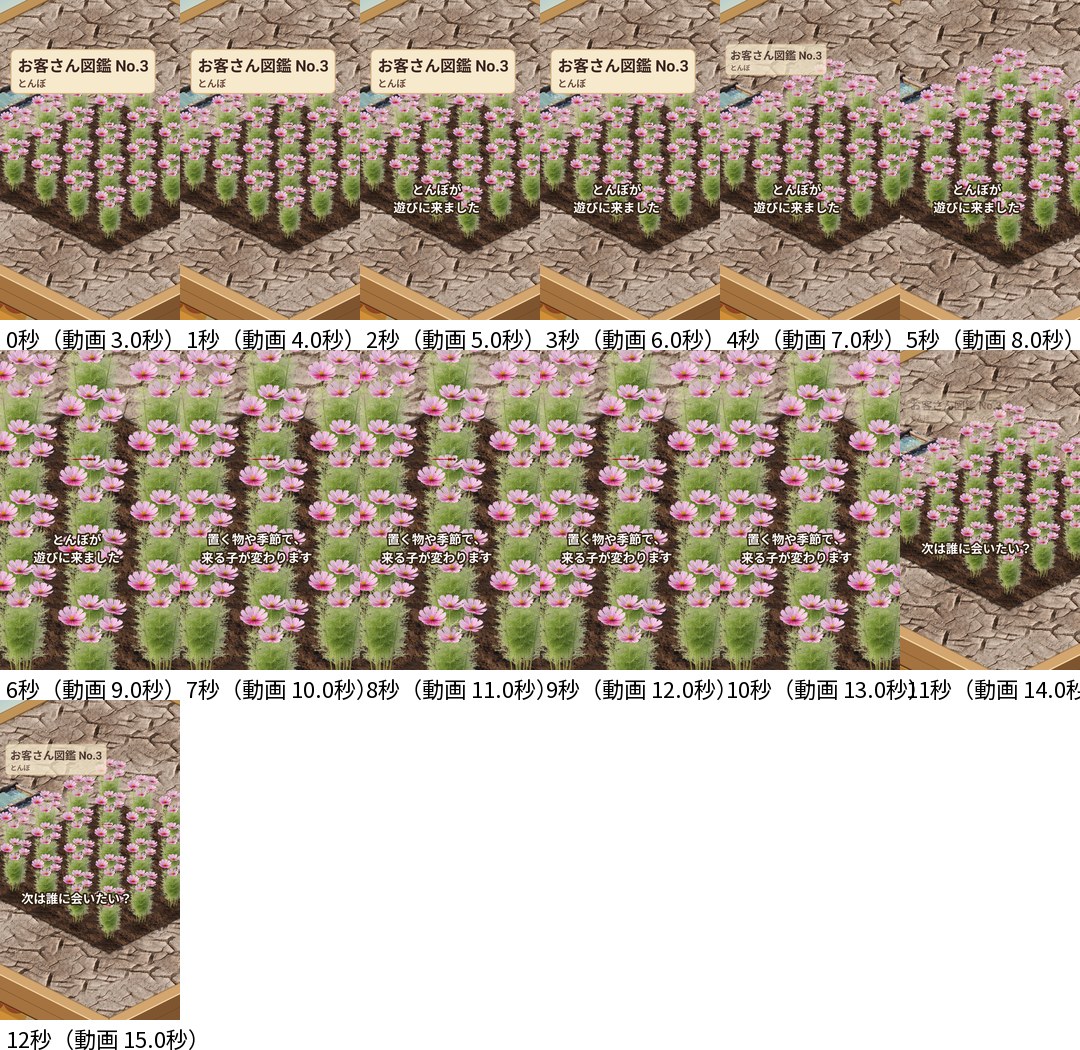 お客さん図鑑 No.3
とんぼ
お客さん図鑑 No.3
とんぼ
お客さん図鑑 No.3
とんぼ
とんぼが
遊びに来ました
お客さん図鑑 No.3
とんぼ
とんぼが
遊びに来ました
お客さん図鑑 No.3
とんぼ
とんぼが
遊びに来ました
とんぼが
遊びに来ました
0秒（動画 3.0秒）
1秒（動画 4.0秒）
2秒（動画 5.0秒）
3秒（動画 6.0秒）
4秒（動画 7.0秒）
5秒（動画 8.0秒）
とんぼが
遊びに来ました
置く物や季節で、
来る子が変わります
置く物や季節で、
来る子が変わります
置く物や季節で、
来る子が変わります
置く物や季節で、
来る子が変わります
お客さん図鑑 No.3
次は誰に会いたい？
6秒（動画 9.0秒）
7秒（動画 10.0秒）
8秒（動画 11.0秒）
9秒（動画 12.0秒）
10秒（動画 13.0秒）
11秒（動画 14.0秒
お客さん図鑑 No.3
とんぼ
次は誰に会いたい？
12秒（動画 15.0秒）